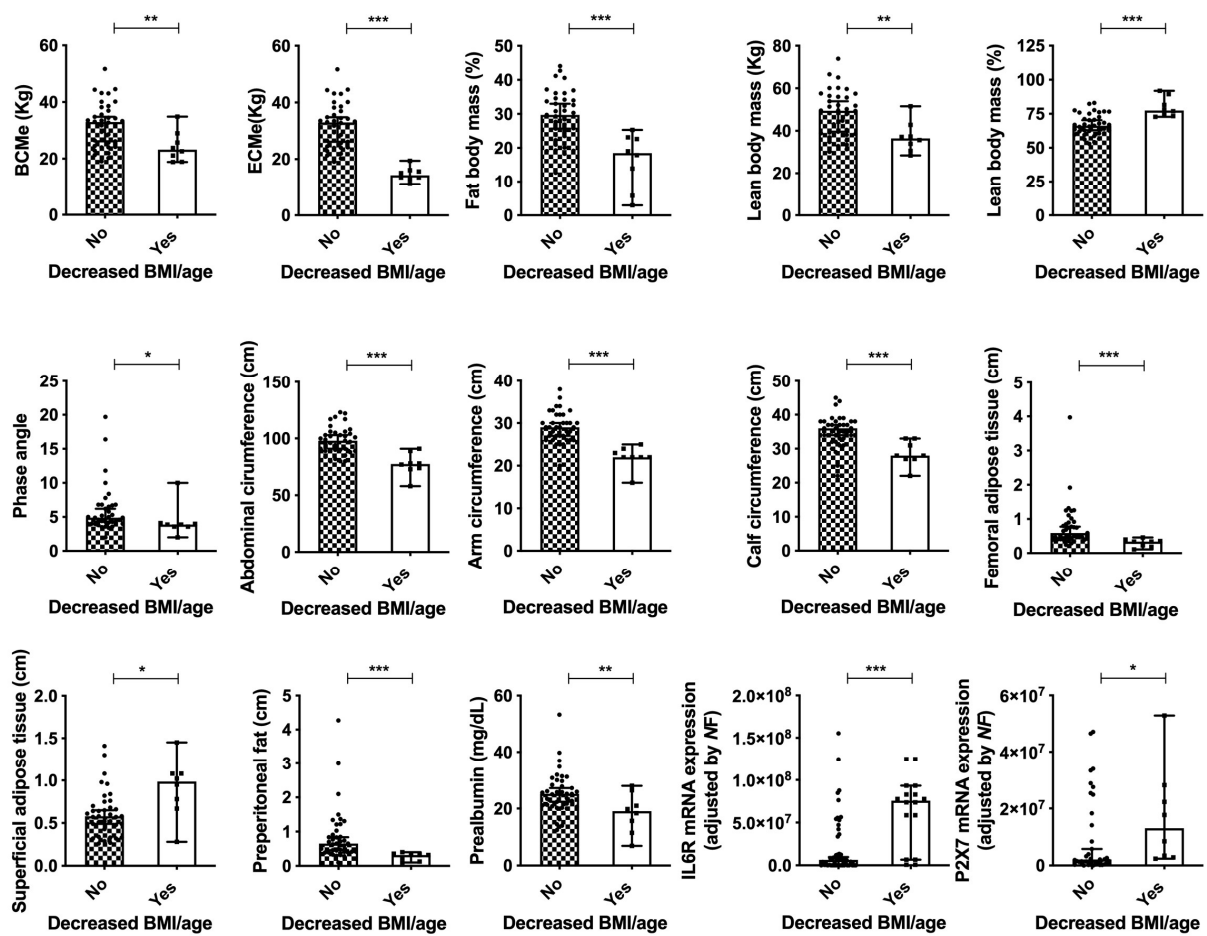 **
BCMe (Kg)
60
40
20
0
No
Yes
Decreased BMI/age
***
ECMe(Kg)
60
40
20
0
No
Yes
Decreased BMI/age
***
Fat body mass (%)
50
40
30
20
10
0
No
Yes
Decreased BMI/age
**
Lean body mass (Kg)
80
60
40
20
0
No
Yes
Decreased BMI/age
***
Lean body mass (%)
125
100
75
50
25
0
No
Yes
Decreased BMI/age
*
Phase angle
25
20
15
10
5
0
No
Yes
Decreased BMI/age
***
Abdominal cirumference (cm)
150
100
50
0
No
Yes
Decreased BMI/age
***
Arm circumference (cm)
40
30
20
10
0
No
Yes
Decreased BMI/age
***
Calf circumference (cm)
50
40
30
20
10
0
No
Yes
Decreased BMI/age
***
Femoral adipose tissue (cm)
5
4
3
2
1
0
No
Yes
Decreased BMI/age
*
Superficial adipose tissue (cm)
2.0
1.5
1.0
0.5
0.0
No
Yes
Decreased BMI/age
***
Preperitoneal fat (cm)
5
4
3
2
1
0
No
Yes
Decreased BMI/age
**
Prealbumin (mg/dL)
60
40
20
0
No
Yes
Decreased BMI/age
***
IL6R mRNA expression
(adjusted by NF)
2.0×10⁸
1.5×10⁸
1.0×10⁸
5.0×10⁷
0.0
No
Yes
Decreased BMI/age
*
P2X7 mRNA expression
(adjusted by NF)
6×10⁷
4×10⁷
2×10⁷
0
No
Yes
Decreased BMI/age